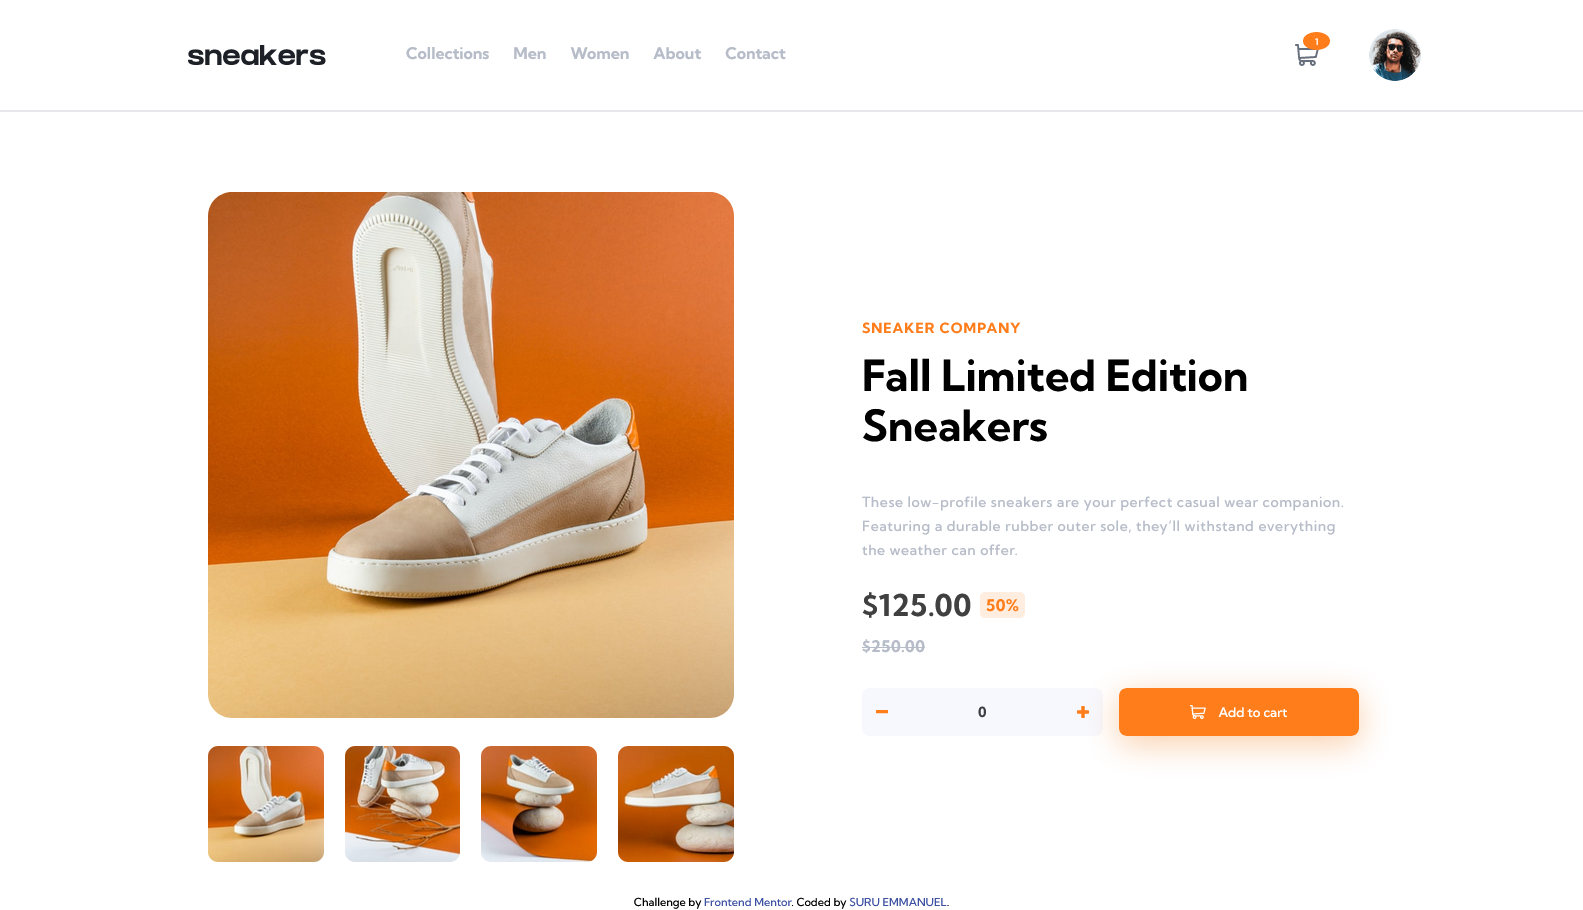 sneakers
Collections Men Women About Contact
1
SNEAKER COMPANY
Fall Limited Edition
Sneakers
These low-profile sneakers are your perfect casual wear companion.
Featuring a durable rubber outer sole, they’ll withstand everything
the weather can offer.
$125.00 50%
$250.00
0
Add to cart
Challenge by Frontend Mentor. Coded by SURU EMMANUEL.